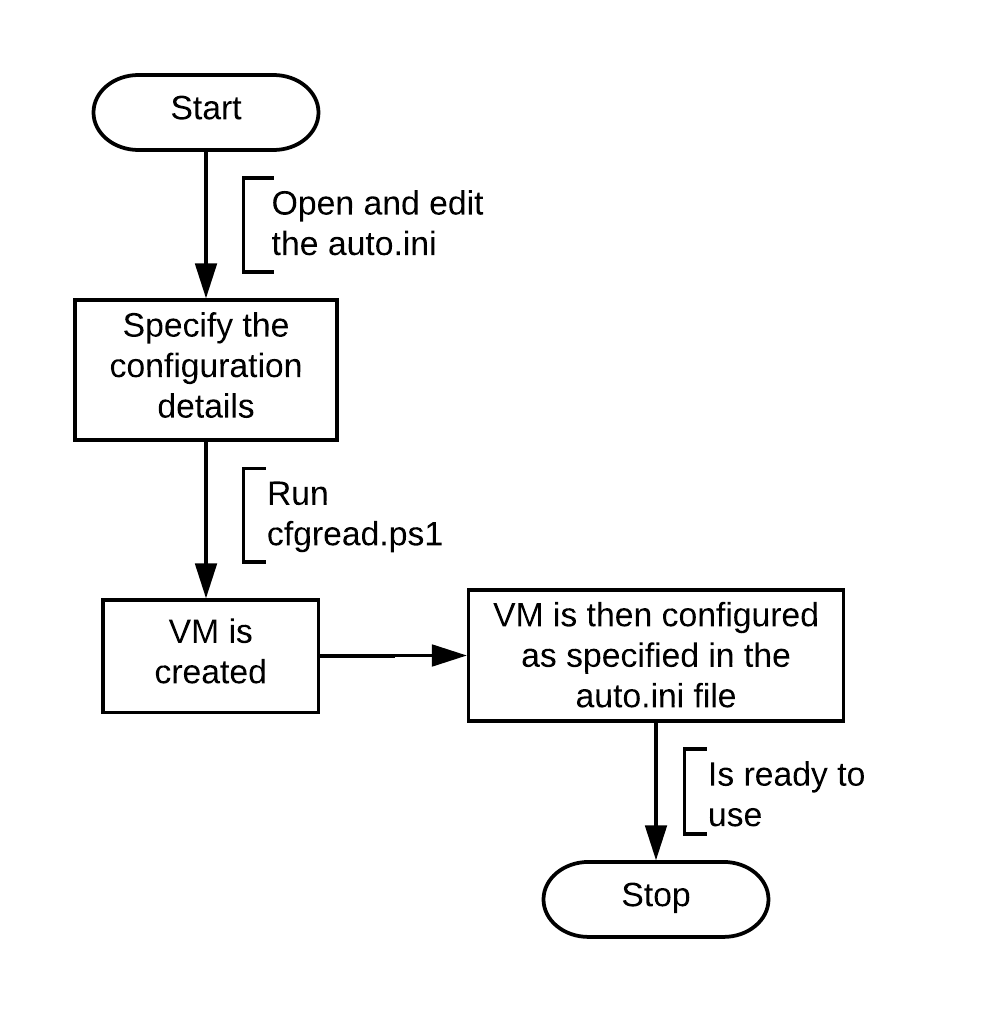 Start
Open and edit
the auto.ini
Specify the
configuration
details
Run
cfgread.ps1
VM is
created
VM is then configured
as specified in the
auto.ini file
Is ready to
use
Stop